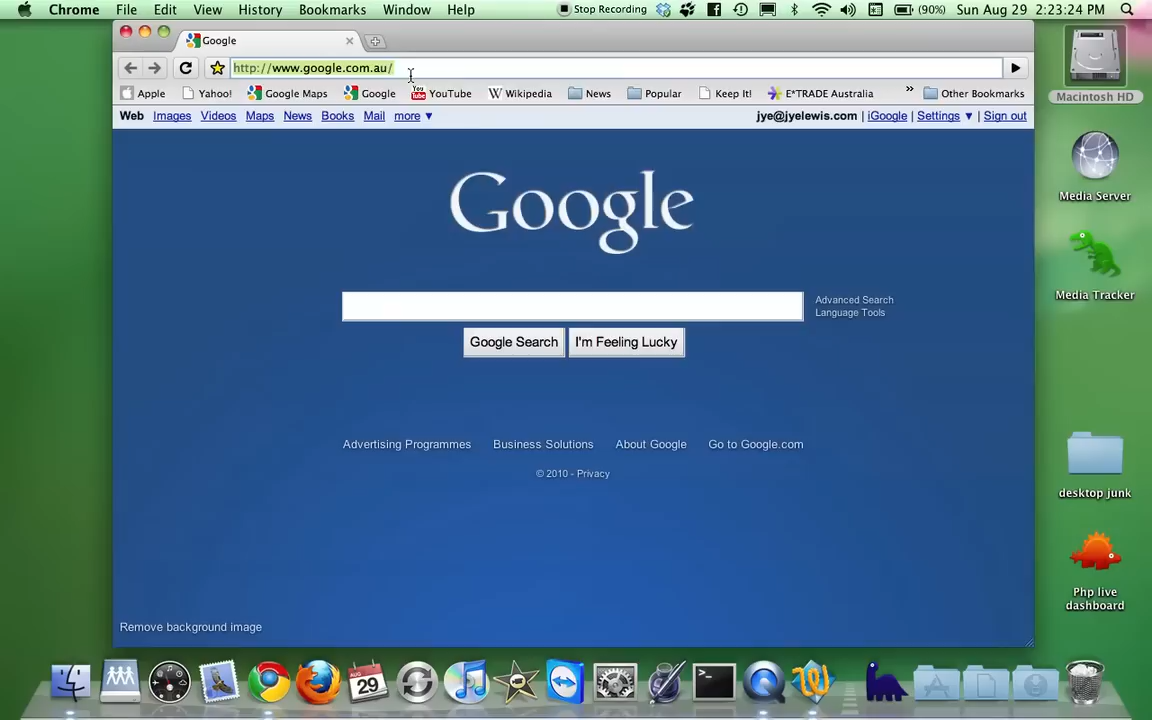 Chrome File Edit View History Bookmarks Window Help Stop Recording (90%) Sun Aug 29 2:23:24 PM
Google
http://www.google.com.au/
Apple Yahoo! Google Maps Google YouTube Wikipedia News Popular Keep It! E*TRADE Australia » Other Bookmarks
Web Images Videos Maps News Books Mail more ▼ jye@jyelewis.com | iGoogle | Settings ▼ | Sign out
Macintosh HD
Media Server
Media Tracker
Google
Advanced Search
Language Tools
Google Search I'm Feeling Lucky
Advertising Programmes Business Solutions About Google Go to Google.com
© 2010 - Privacy
desktop junk
Php live
dashboard
Remove background image
AUG
29